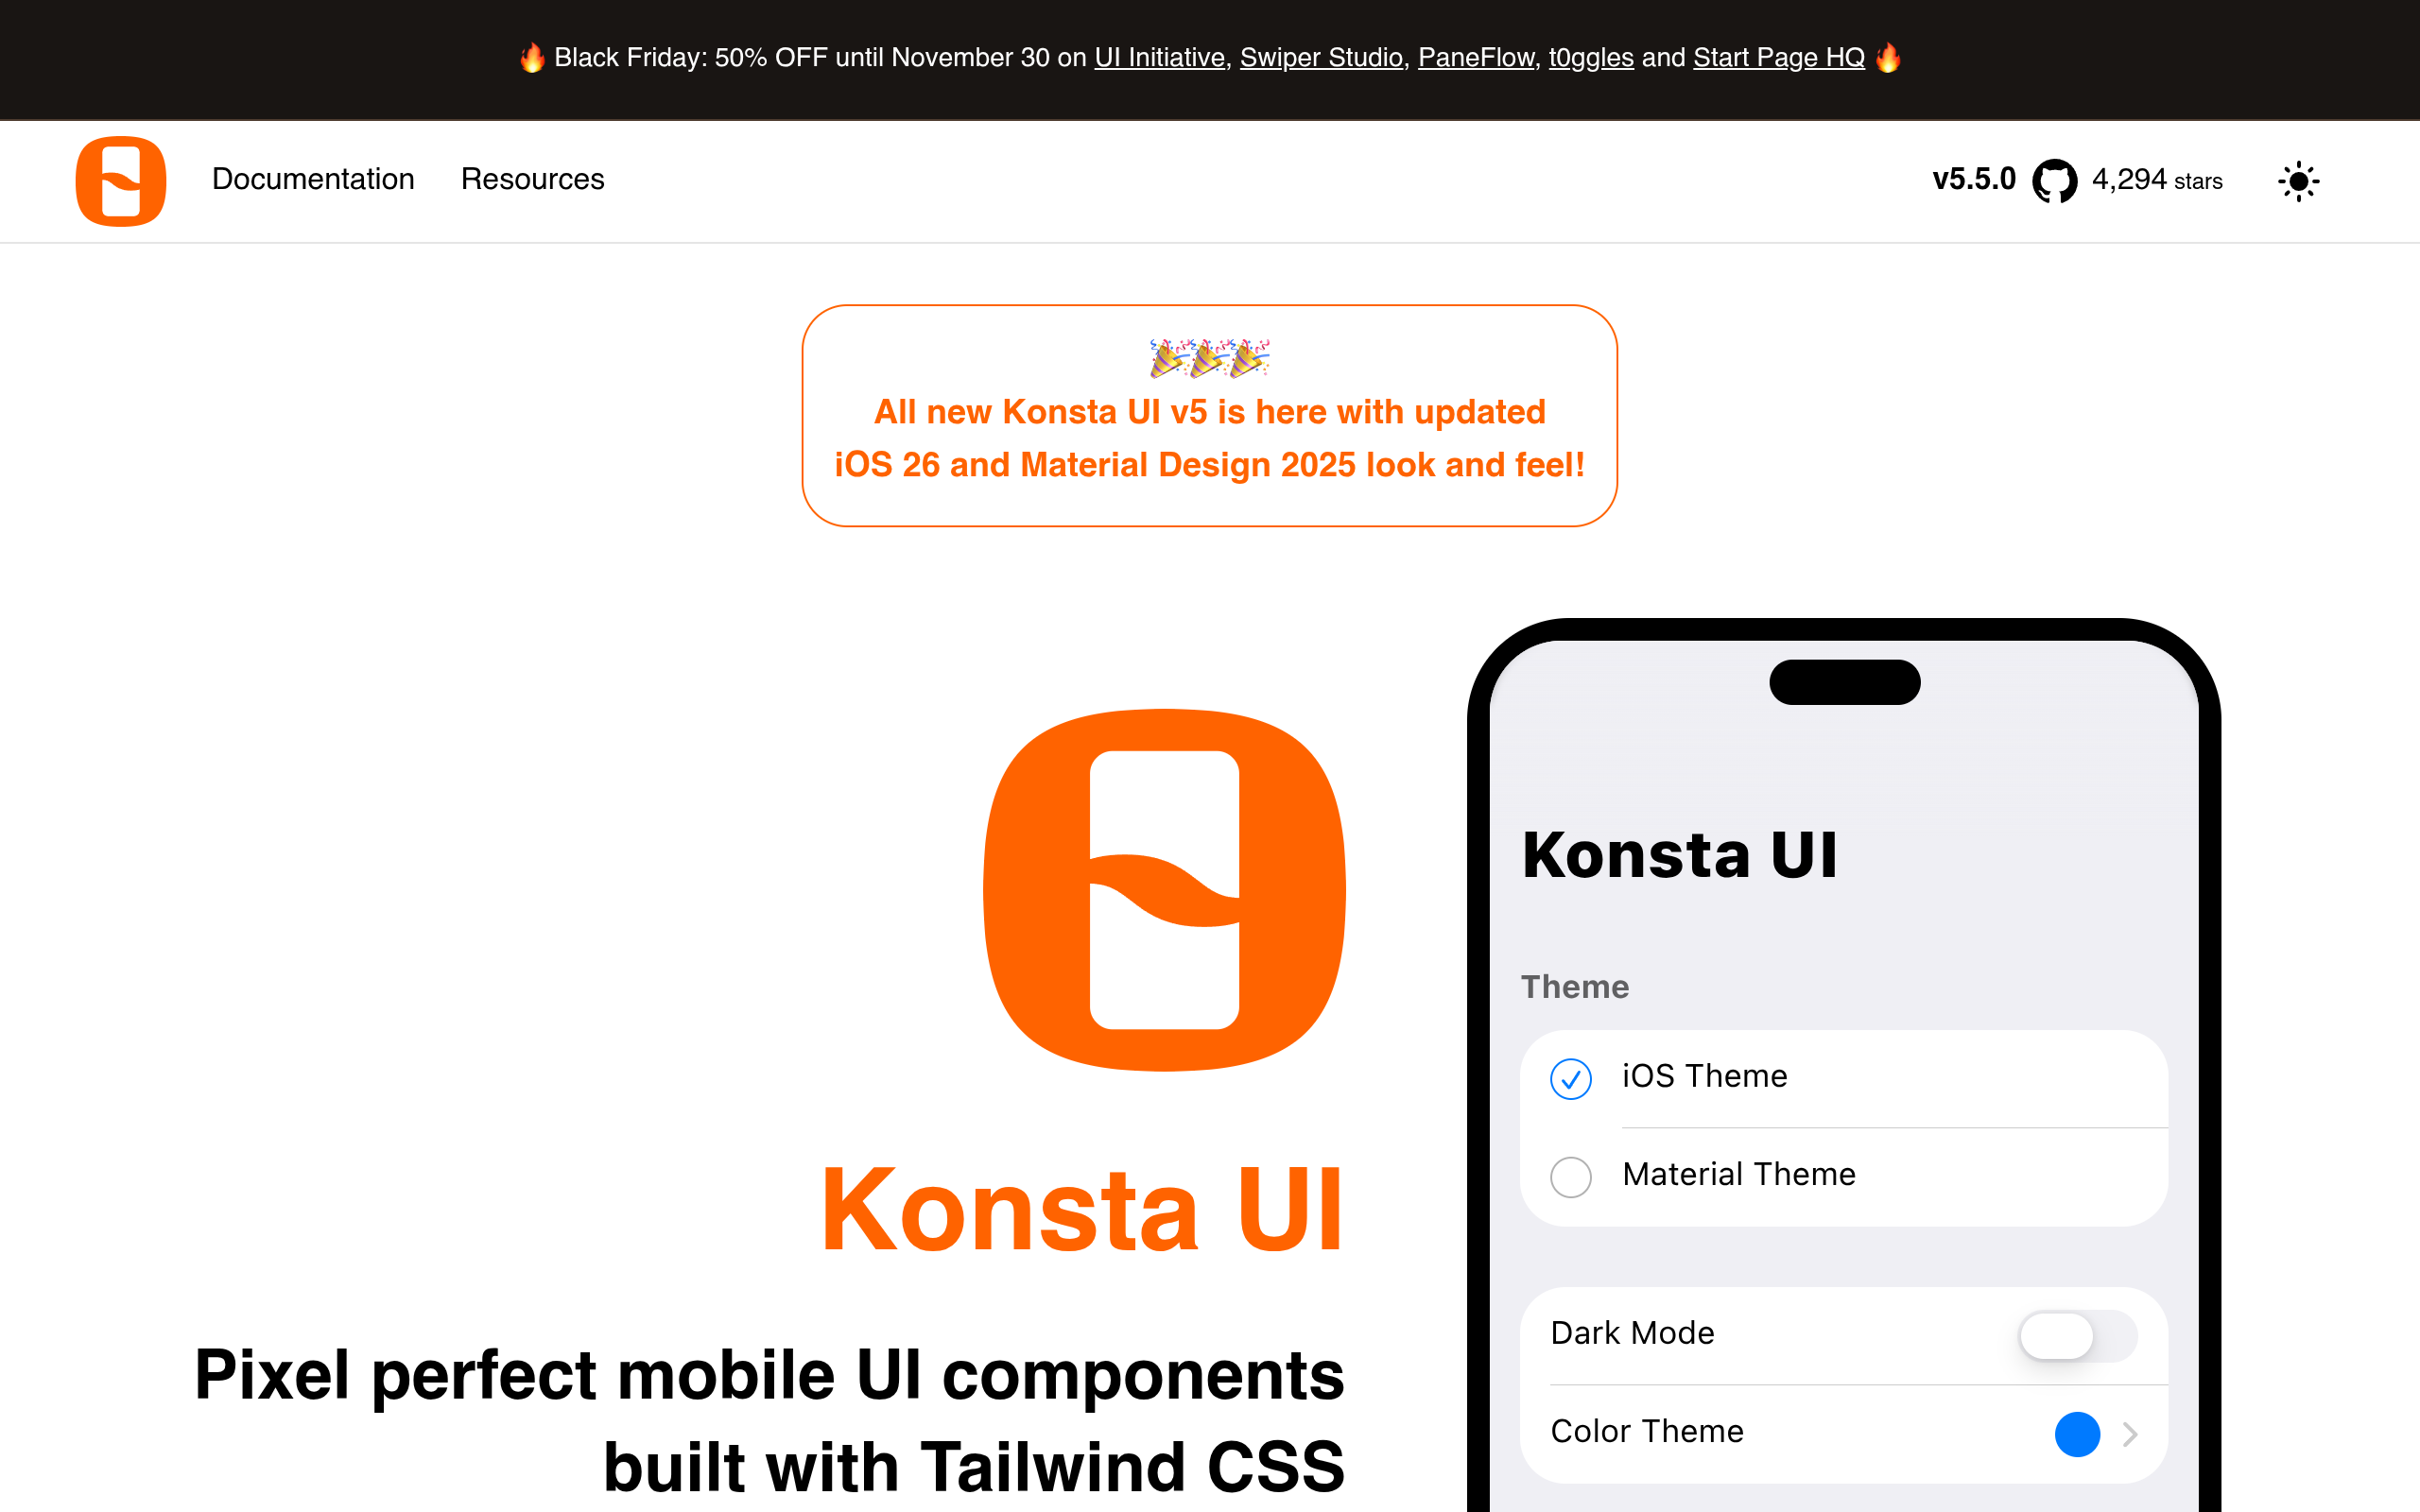 🔥 Black Friday: 50% OFF until November 30 on UI Initiative, Swiper Studio, PaneFlow, t0ggles and Start Page HQ 🔥
Documentation Resources v5.5.0 4,294 stars
🎉🎉🎉
All new Konsta UI v5 is here with updated
iOS 26 and Material Design 2025 look and feel!
Konsta UI
Pixel perfect mobile UI components
built with Tailwind CSS
Konsta UI
Theme
iOS Theme
Material Theme
Dark Mode
Color Theme